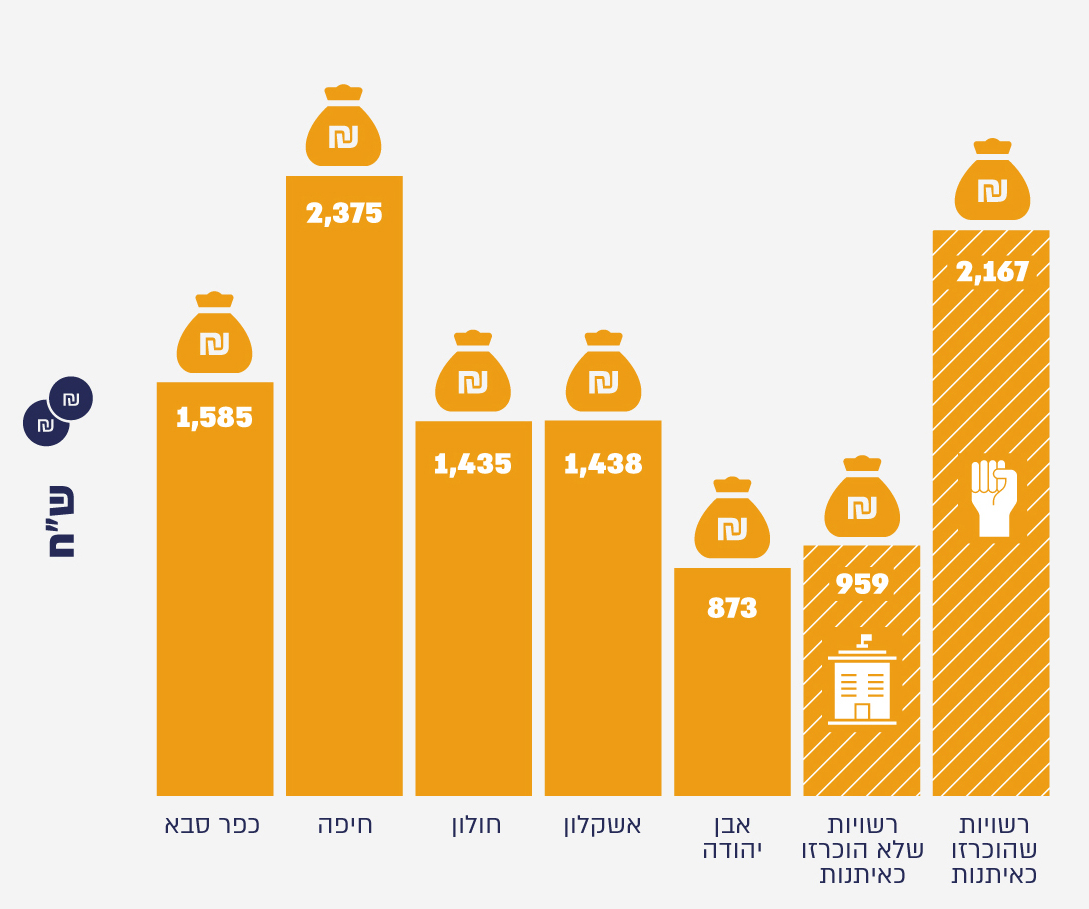 2,375
2,167
1,585
1,435
1,438
959
873
ש"ח
₪
₪
₪
₪
₪
₪
₪
₪
₪
כפר סבא
חיפה
חולון
אשקלון
אבן
יהודה
רשויות
שלא הוכרזו
כאיתנות
רשויות
שהוכרזו
כאיתנות